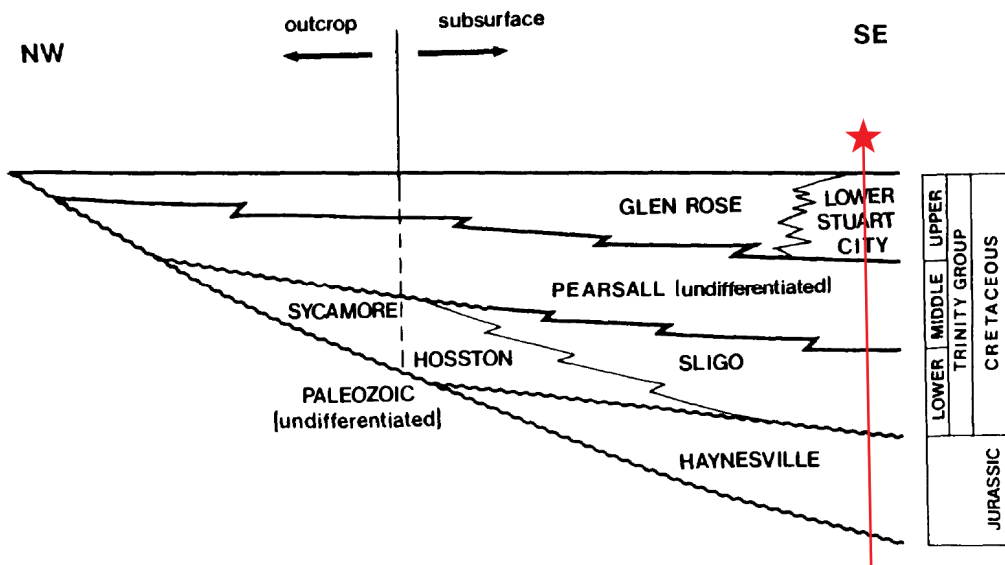 outcrop
subsurface
NW
SE
GLEN ROSE
LOWER
STUART
CITY
PEARSALL (undifferentiated)
SYCAMORE
HOSSTON
SLIGO
PALEOZOIC
(undifferentiated)
HAYNESVILLE
UPPER
MIDDLE
LOWER
TRINITY GROUP
CRETACEOUS
JURASSIC